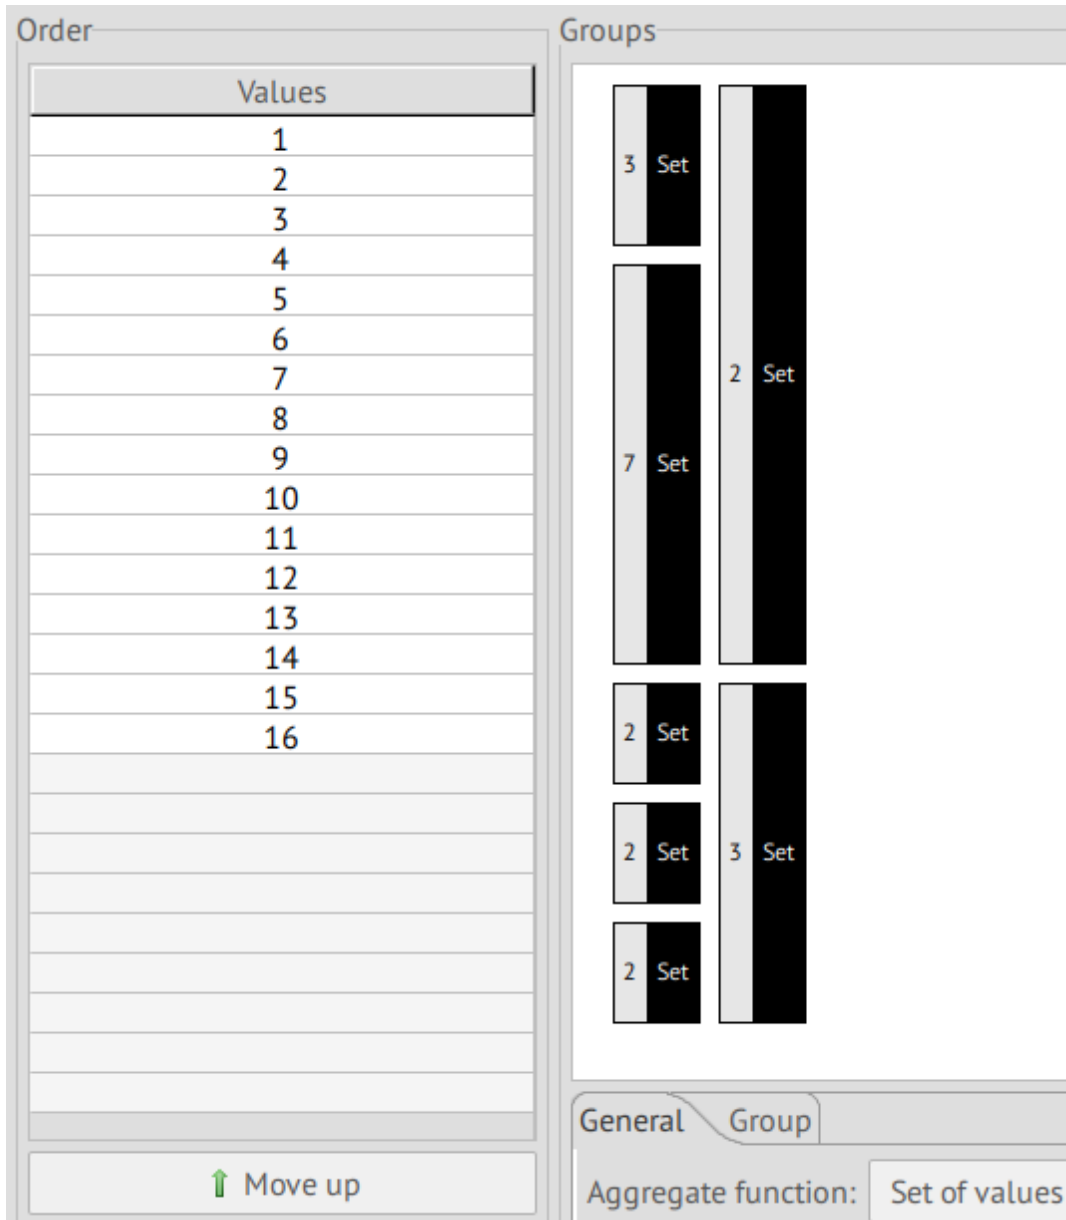 Order
Values
1
2
3
4
5
6
7
8
9
10
11
12
13
14
15
16
Move up
Groups
3 Set
7 Set
2 Set
2 Set
2 Set
2 Set
3 Set
General Group
Aggregate function: Set of values